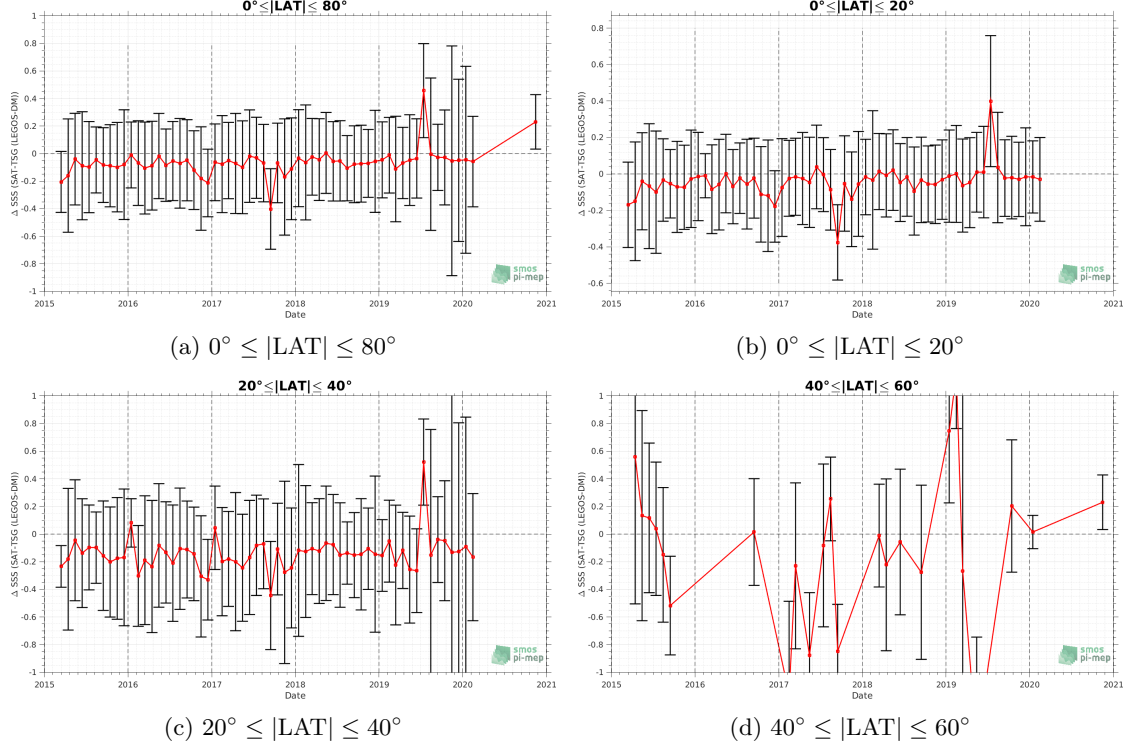 0°≤|LAT|≤ 80°
Δ SSS (SAT-TSG (LEGOS-DM))
1
0.8
0.6
0.4
0.2
0
-0.2
-0.4
-0.6
-0.8
-1
2015 2016 2017 2018 2019 2020 2021
Date
smos
pi-mep
(a) 0° ≤ |LAT| ≤ 80°
0°≤|LAT|≤ 20°
Δ SSS (SAT-TSG (LEGOS-DM))
0.8
0.6
0.4
0.2
0
-0.2
-0.4
-0.6
2015 2016 2017 2018 2019 2020 2021
Date
smos
pi-mep
(b) 0° ≤ |LAT| ≤ 20°
20°≤|LAT|≤ 40°
Δ SSS (SAT-TSG (LEGOS-DM))
1
0.8
0.6
0.4
0.2
0
-0.2
-0.4
-0.6
-0.8
-1
2015 2016 2017 2018 2019 2020 2021
Date
smos
pi-mep
(c) 20° ≤ |LAT| ≤ 40°
40°≤|LAT|≤ 60°
Δ SSS (SAT-TSG (LEGOS-DM))
1
0.8
0.6
0.4
0.2
0
-0.2
-0.4
-0.6
-0.8
-1
2015 2016 2017 2018 2019 2020 2021
Date
smos
pi-mep
(d) 40° ≤ |LAT| ≤ 60°